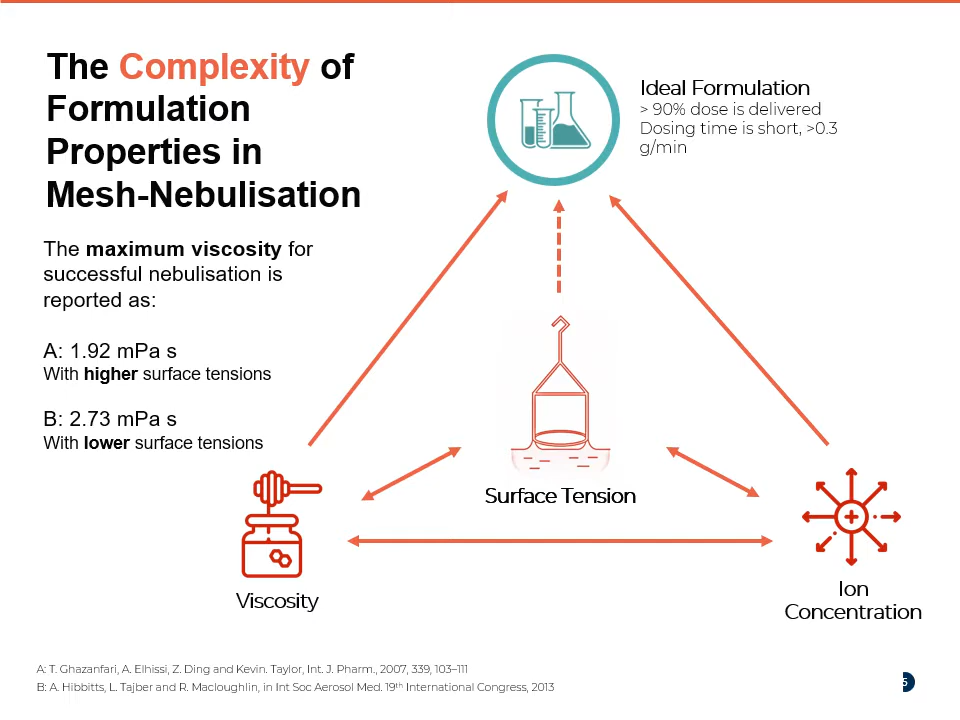 The Complexity of
Formulation
Properties in
Mesh-Nebulisation
The maximum viscosity for
successful nebulisation is
reported as:
A: 1.92 mPa s
With higher surface tensions
B: 2.73 mPa s
With lower surface tensions
Ideal Formulation
> 90% dose is delivered
Dosing time is short, >0.3
g/min
Surface Tension
Viscosity
Ion
Concentration
A: T. Ghazanfari, A. Elhissi, Z. Ding and Kevin. Taylor, Int. J. Pharm., 2007, 339, 103–111
B: A. Hibbitts, L. Tajber and R. Macloughlin, in Int Soc Aerosol Med. 19th International Congress, 2013